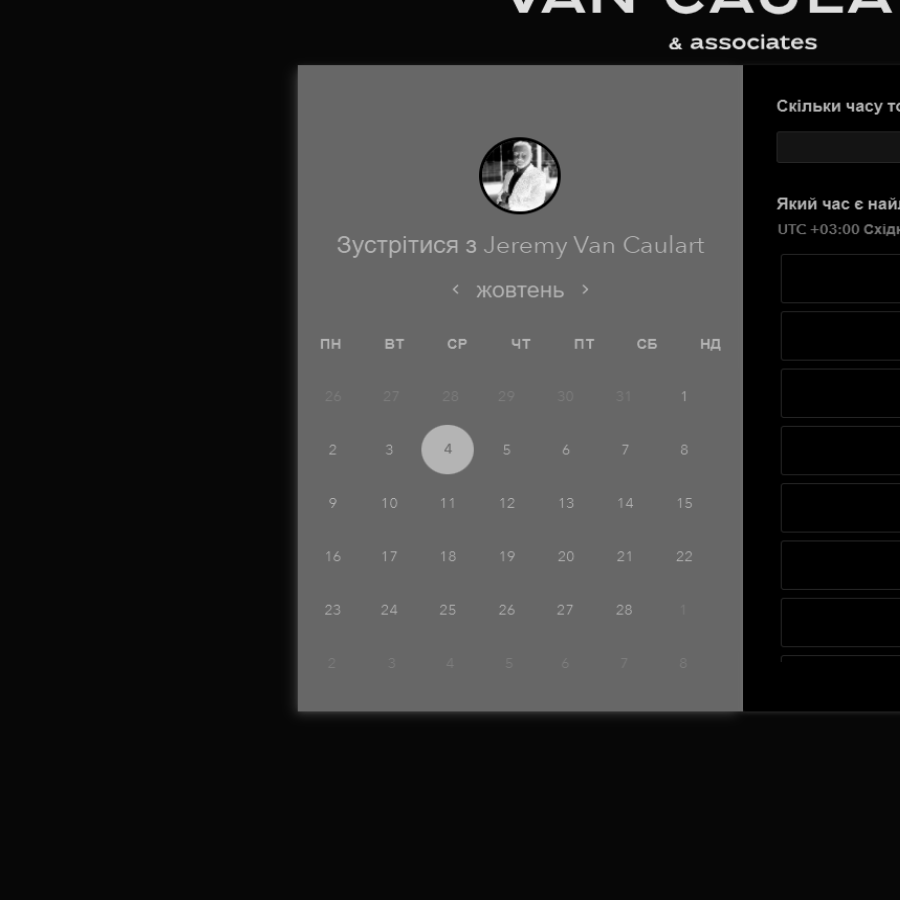 VAN CAULA
& associates
Зустрітися з Jeremy Van Caulart
‹ жовтень ›
ПН ВТ СР ЧТ ПТ СБ НД
26 27 28 29 30 31 1
2 3 4 5 6 7 8
9 10 11 12 13 14 15
16 17 18 19 20 21 22
23 24 25 26 27 28 1
2 3 4 5 6 7 8
Скільки часу
Який час є
UTC +03:00